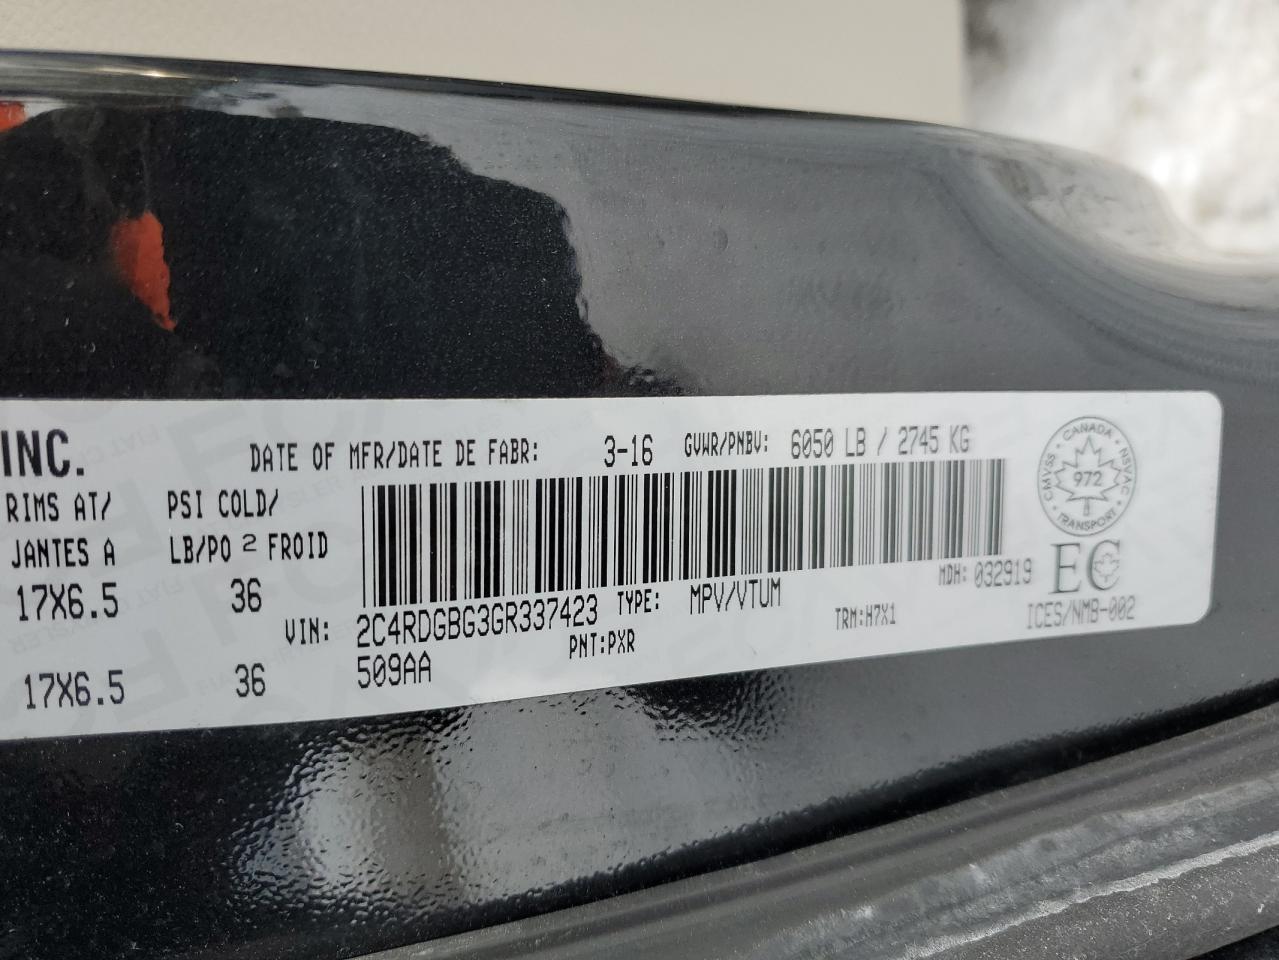 INC. DATE OF MFR/DATE DE FABR: 3-16 GVWR/PNBV: 6050 LB / 2745 KG
RIMS AT/ PSI COLD/
JANTES A LB/PO 2 FROID
17X6.5 36
VIN: 2C4RDGBG3GR337423 TYPE: MPV/VTUM MDH: 032919
509AA PNT:PXR TRM:H7X1
17X6.5 36
CANADA
CMVSS NSVAC
972
TRANSPORT
EC
ICES/NMB-002